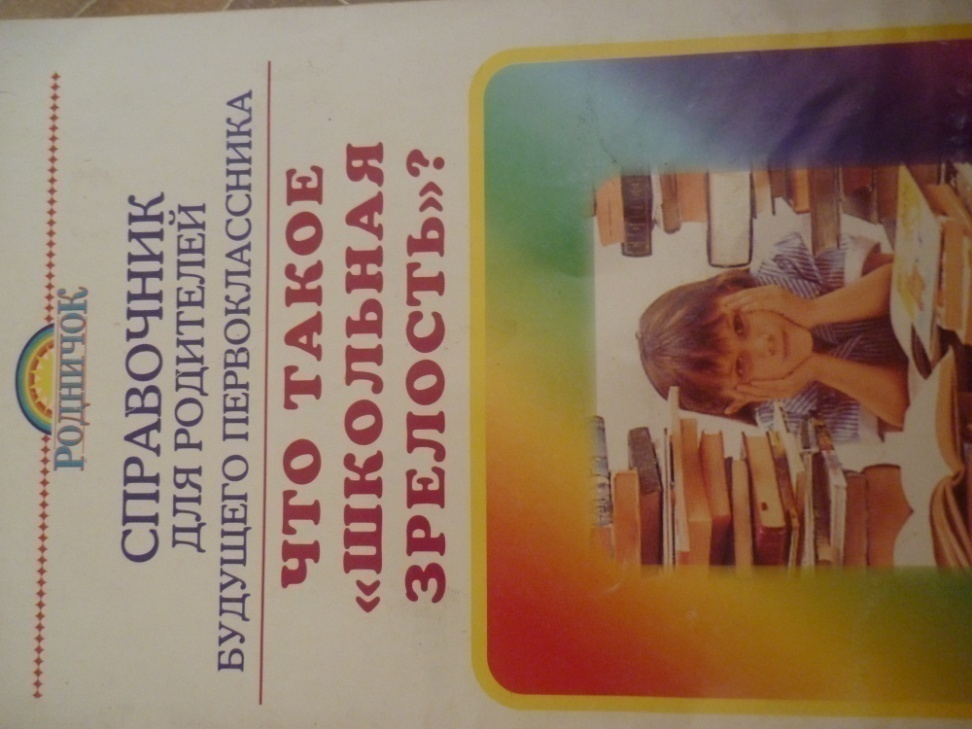 РОДНИЧОК
СПРАВОЧНИК
ДЛЯ РОДИТЕЛЕЙ
БУДУЩЕГО ПЕРВОКЛАССНИКА
ЧТО ТАКОЕ
«ШКОЛЬНАЯ
ЗРЕЛОСТЬ»?